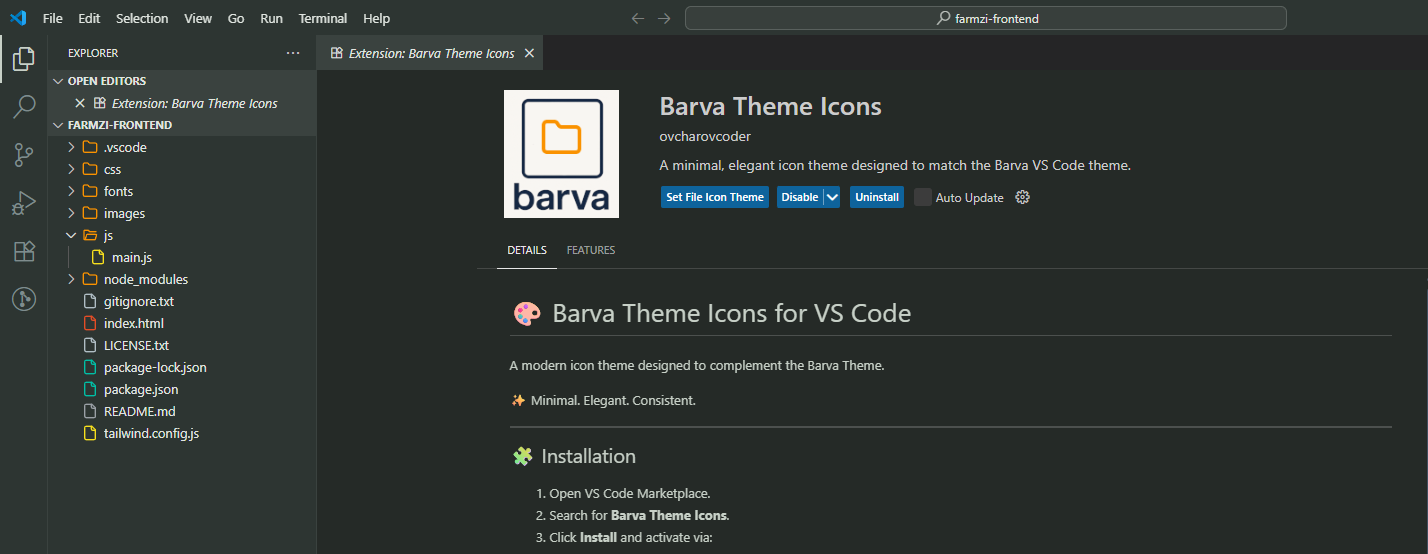 File Edit Selection View Go Run Terminal Help
farmzi-frontend
EXPLORER
OPEN EDITORS
Extension: Barva Theme Icons
FARMZI-FRONTEND
.vscode
css
fonts
images
js
main.js
node_modules
gitignore.txt
index.html
LICENSE.txt
package-lock.json
package.json
README.md
tailwind.config.js
Extension: Barva Theme Icons
barva
Barva Theme Icons
ovcharovcoder
A minimal, elegant icon theme designed to match the Barva VS Code theme.
Set File Icon Theme Disable Uninstall Auto Update
DETAILS FEATURES
🎨 Barva Theme Icons for VS Code
A modern icon theme designed to complement the Barva Theme.
✨ Minimal. Elegant. Consistent.
🧩 Installation
1. Open VS Code Marketplace.
2. Search for Barva Theme Icons.
3. Click Install and activate via: